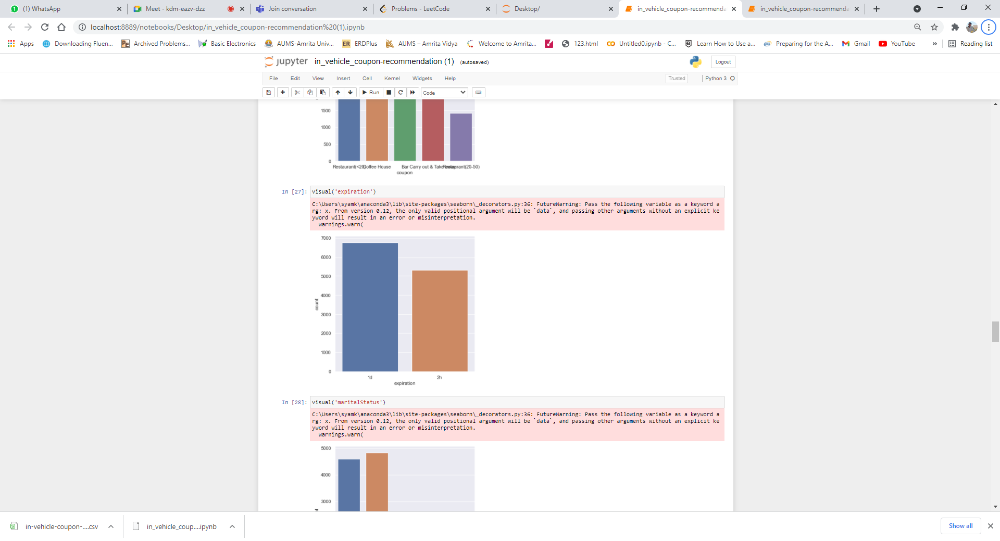 (1) WhatsApp
Meet - kdm-eazv-dzz
Join conversation
Problems - LeetCode
Desktop/
in_vehicle_coupon-recommenda
in_vehicle_coupon-recommenda
localhost:8889/notebooks/Desktop/in_vehicle_coupon-recommendation%20(1).ipynb
Apps
Downloading Fluen...
Archived Problems...
Basic Electronics
AUMS-Amrita Univ...
ERDPlus
AUMS – Amrita Vidya
Welcome to Amrita...
123.html
Untitled0.ipynb - C...
Learn How to Use a...
Preparing for the A...
Gmail
YouTube
»
Reading list
jupyter in_vehicle_coupon-recommendation (1) (autosaved)
Logout
File Edit View Insert Cell Kernel Widgets Help
Trusted
Python 3
Run
Code
1500
1000
500
0
Restaurant(<20) Coffee House Bar Carry out & Take away Restaurant(20-50)
coupon
In [27]: visual('expiration')
C:\Users\syamk\anaconda3\lib\site-packages\seaborn\_decorators.py:36: FutureWarning: Pass the following variable as a keyword a
rg: x. From version 0.12, the only valid positional argument will be `data`, and passing other arguments without an explicit ke
yword will result in an error or misinterpretation.
warnings.warn(
7000
6000
5000
4000
3000
2000
1000
0
count
1d 2h
expiration
In [28]: visual('maritalStatus')
C:\Users\syamk\anaconda3\lib\site-packages\seaborn\_decorators.py:36: FutureWarning: Pass the following variable as a keyword a
rg: x. From version 0.12, the only valid positional argument will be `data`, and passing other arguments without an explicit ke
yword will result in an error or misinterpretation.
warnings.warn(
5000
4000
3000
in-vehicle-coupon-....csv
in_vehicle_coup....ipynb
Show all